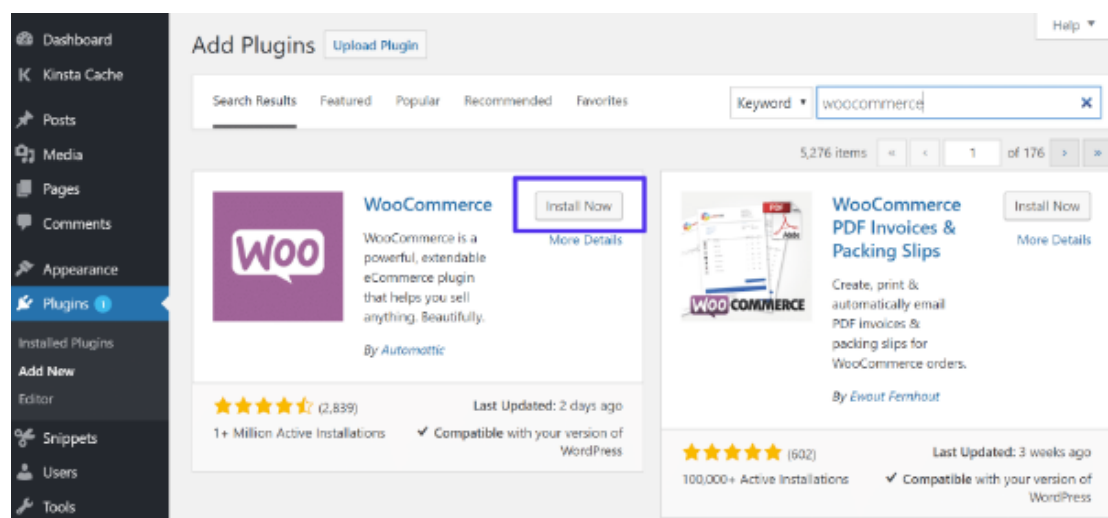 Help
Dashboard
Kinsta Cache
Posts
Media
Pages
Comments
Appearance
Plugins 1
Installed Plugins
Add New
Editor
Snippets
Users
Tools
Add Plugins Upload Plugin
Search Results Featured Popular Recommended Favorites
Keyword woocommerce
5,276 items « ‹ 1 of 176 › »
WOO
WooCommerce
Install Now
More Details
WooCommerce is a
powerful, extendable
eCommerce plugin
that helps you sell
anything. Beautifully.
By Automattic
(2,839)
Last Updated: 2 days ago
1+ Million Active Installations
✔ Compatible with your version of
WordPress
PDF
Adobe
WOO COMMERCE
WooCommerce
PDF Invoices &
Packing Slips
Install Now
More Details
Create, print &
automatically email
PDF invoices &
packing slips for
WooCommerce orders.
By Ewout Fernhout
(602)
Last Updated: 3 weeks ago
100,000+ Active Installations
✔ Compatible with your version of
WordPress